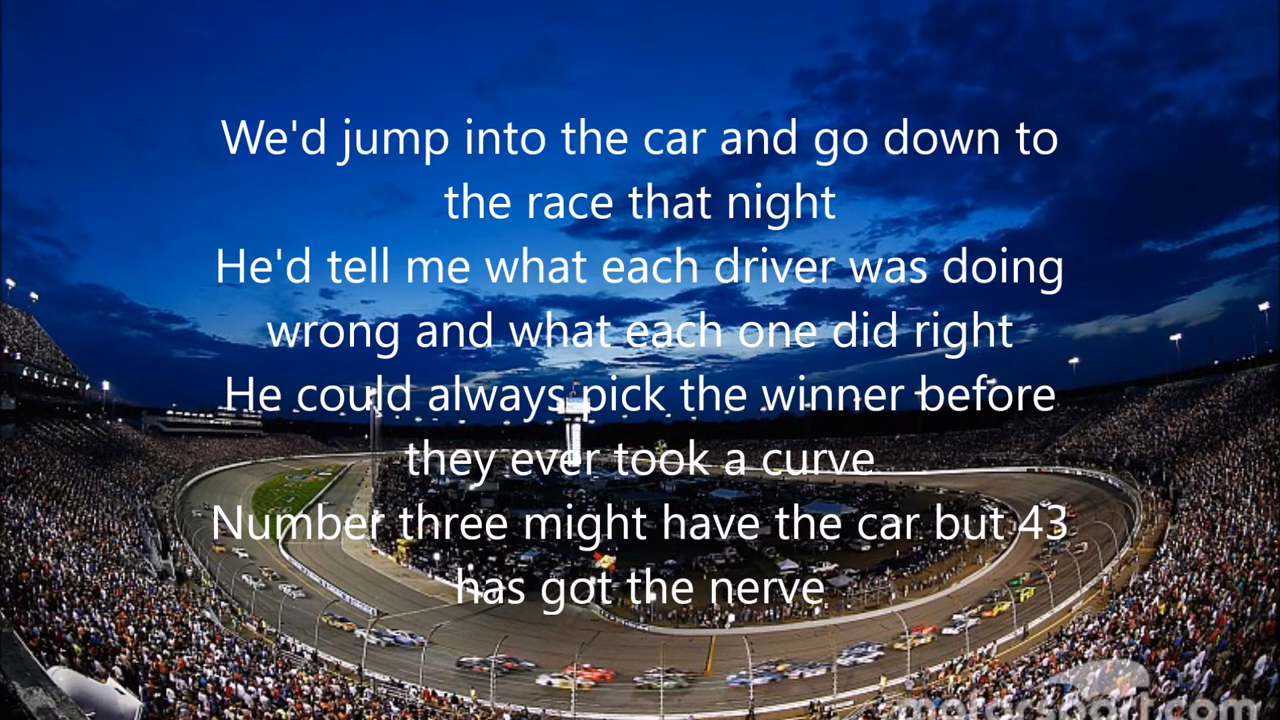 We'd jump into the car and go down to
the race that night
He'd tell me what each driver was doing
wrong and what each one did right
He could always pick the winner before
they ever took a curve
Number three might have the car but 43
has got the nerve
motorsport.com